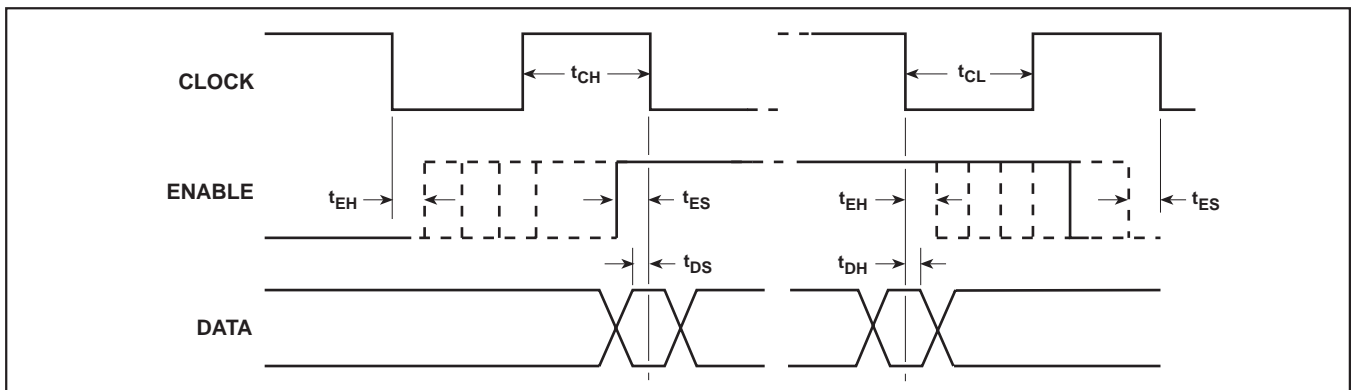 CLOCK
tCH
tCL
ENABLE
tEH
tES
tEH
tES
tDS
tDH
DATA